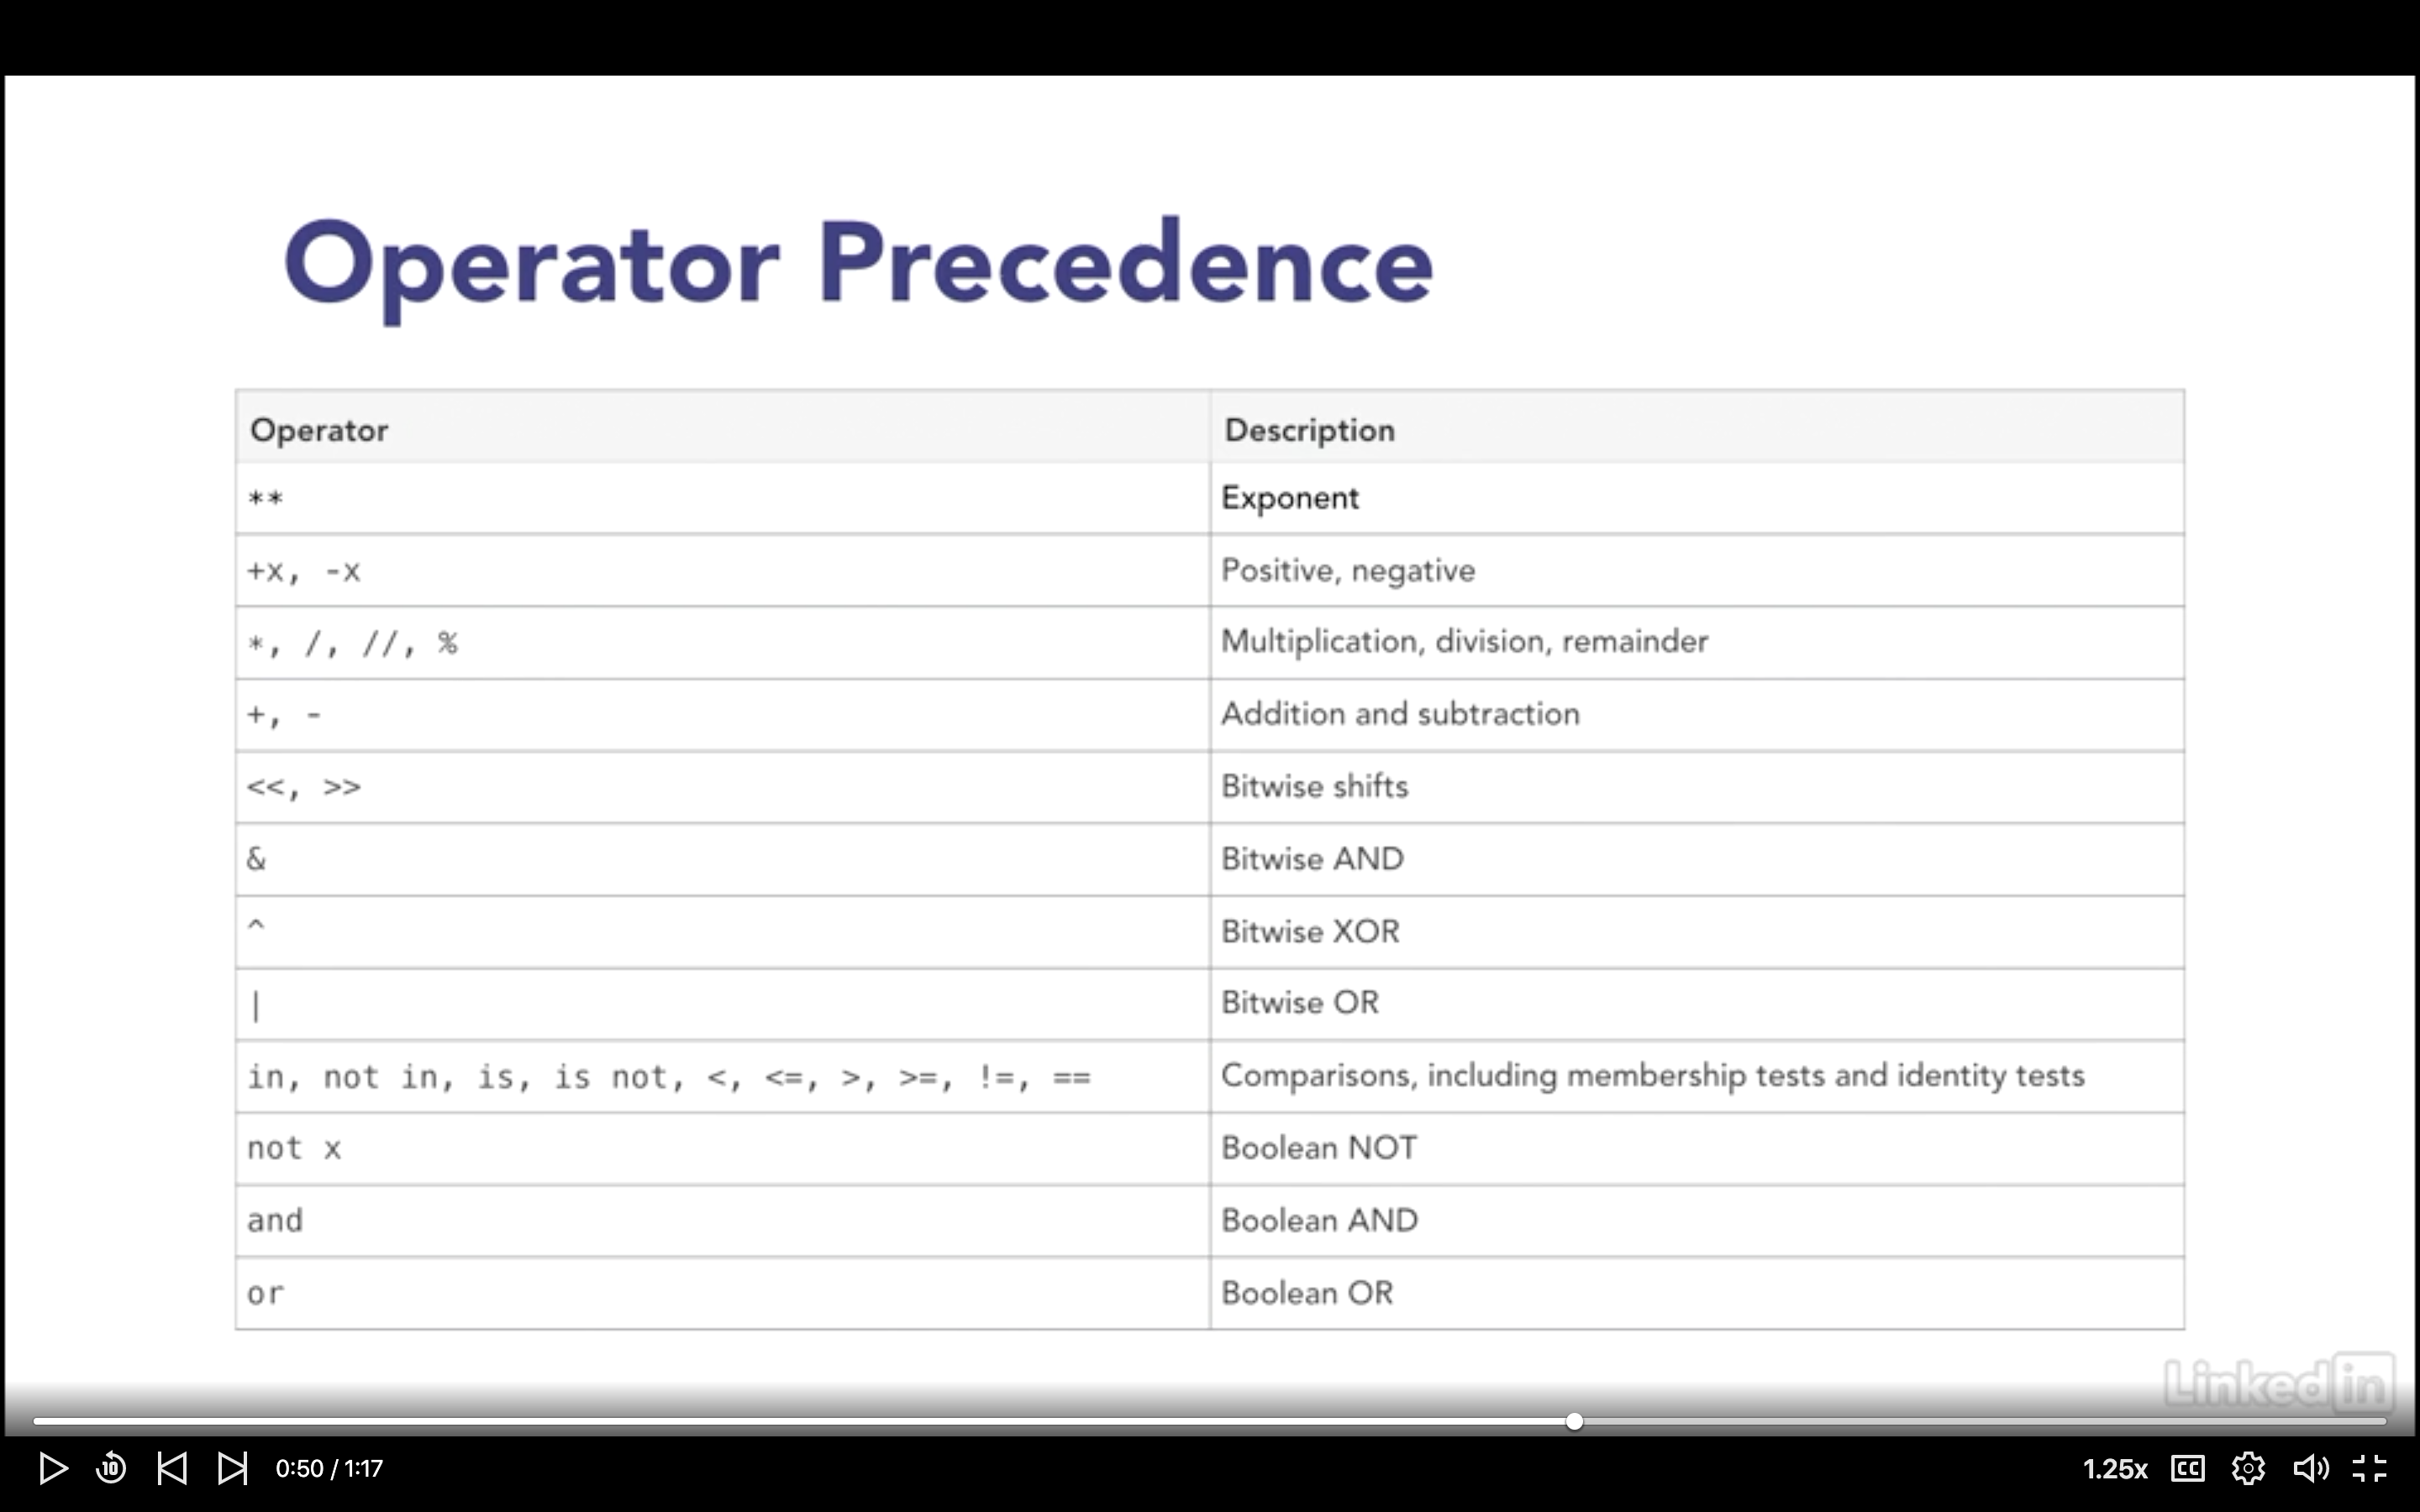 Operator Precedence
Operator Description
** Exponent
+x, -x Positive, negative
*, /, //, % Multiplication, division, remainder
+, - Addition and subtraction
<<, >> Bitwise shifts
& Bitwise AND
^ Bitwise XOR
| Bitwise OR
in, not in, is, is not, <, <=, >, >=, !=, == Comparisons, including membership tests and identity tests
not x Boolean NOT
and Boolean AND
or Boolean OR
Linked in
10 0:50 / 1:17 1.25x CC